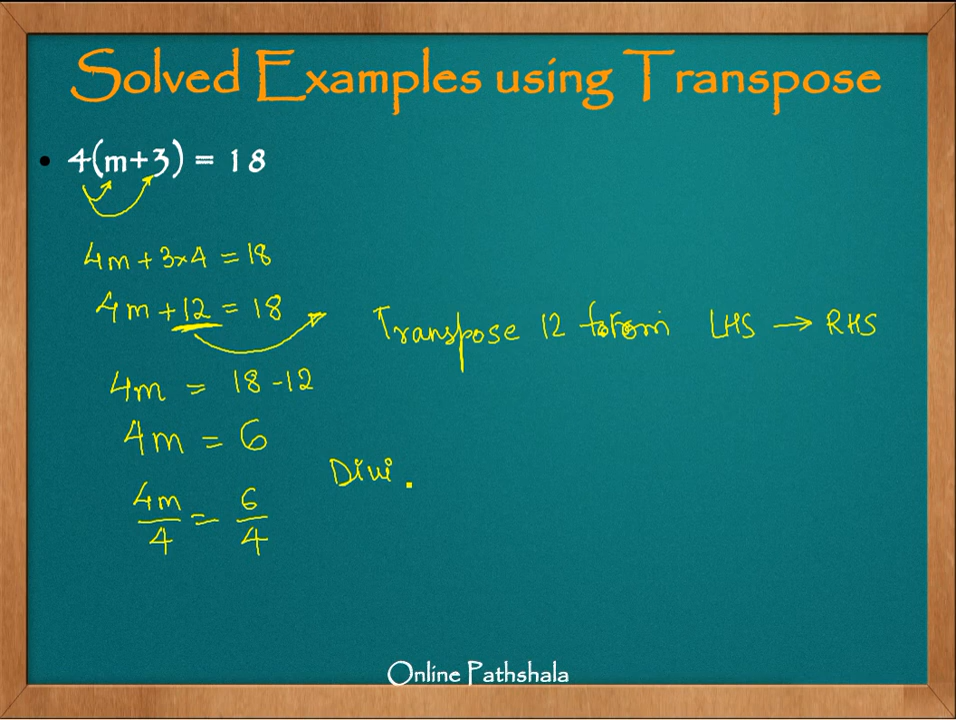 Solved Examples using Transpose
• 4(m+3) = 18
4m + 3×4 = 18
4m + 12 = 18
Transpose 12 from LHS → RHS
4m = 18 - 12
4m = 6
Divi
4m/4 = 6/4
Online Pathshala